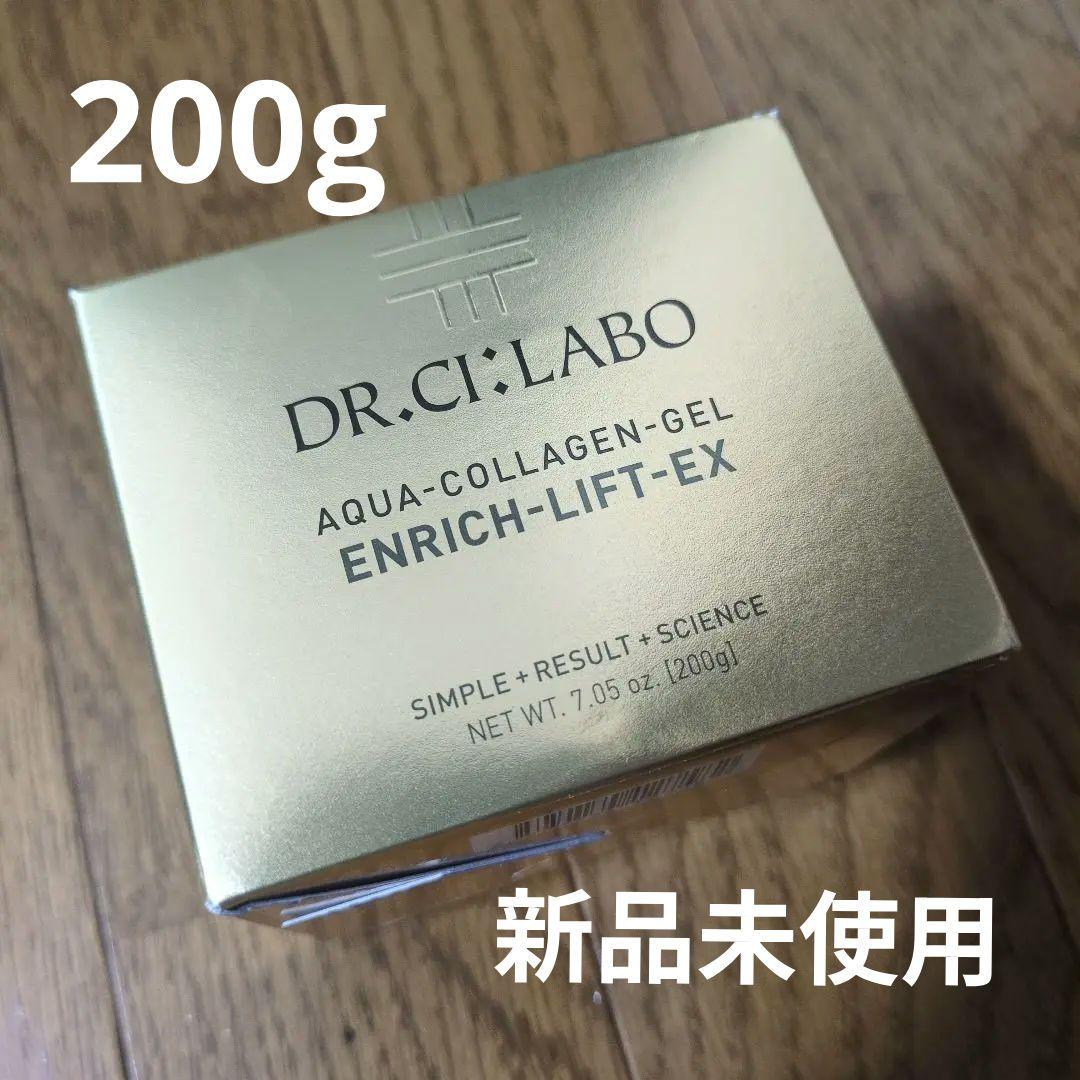 200g
DR.CI:LABO
AQUA-COLLAGEN-GEL
ENRICH-LIFT-EX
SIMPLE+RESULT+SCIENCE
NET WT. 7.05 oz. [200g]
新品未使用